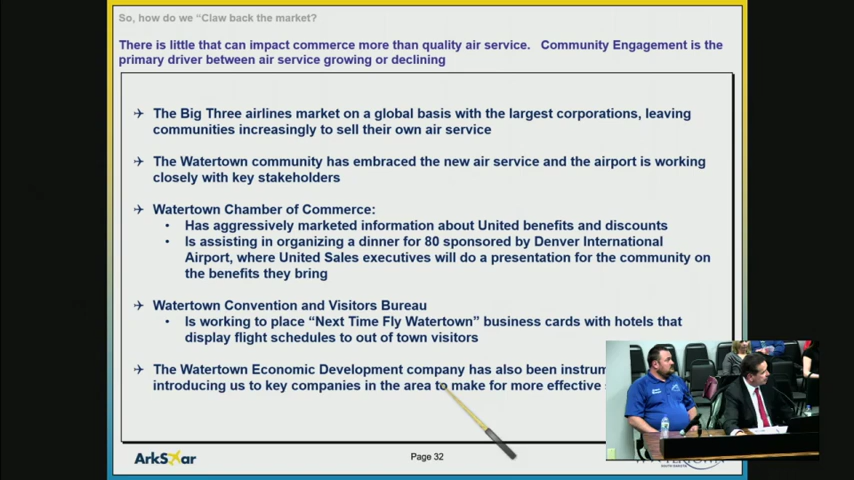 So, how do we “Claw back the market?
There is little that can impact commerce more than quality air service. Community Engagement is the
primary driver between air service growing or declining
The Big Three airlines market on a global basis with the largest corporations, leaving
communities increasingly to sell their own air service
The Watertown community has embraced the new air service and the airport is working
closely with key stakeholders
Watertown Chamber of Commerce:
• Has aggressively marketed information about United benefits and discounts
• Is assisting in organizing a dinner for 80 sponsored by Denver International
Airport, where United Sales executives will do a presentation for the community on
the benefits they bring
Watertown Convention and Visitors Bureau
• Is working to place “Next Time Fly Watertown” business cards with hotels that
display flight schedules to out of town visitors
The Watertown Economic Development company has also been
introducing us to key companies in the area to make for more effective
ArkStar
Page 32